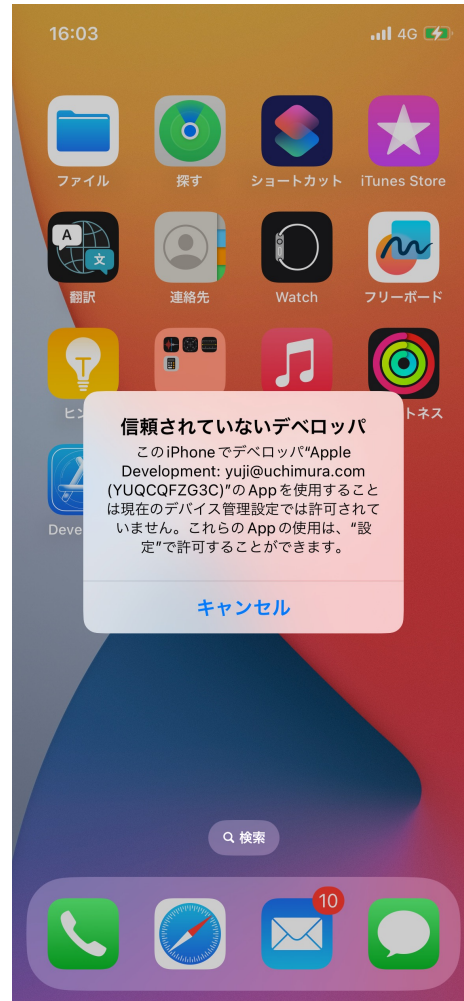 16:03
4G
ファイル
探す
ショートカット
iTunes Store
A
文
翻訳
連絡先
Watch
フリーボード
ヒン
トネス
信頼されていないデベロッパ
このiPhoneでデベロッパ“Apple
Development: yuji@uchimura.com
(YUQCQFZG3C)”のAppを使用すること
は現在のデバイス管理設定では許可されて
いません。これらのAppの使用は、“設
定”で許可することができます。
Deve
キャンセル
検索
10